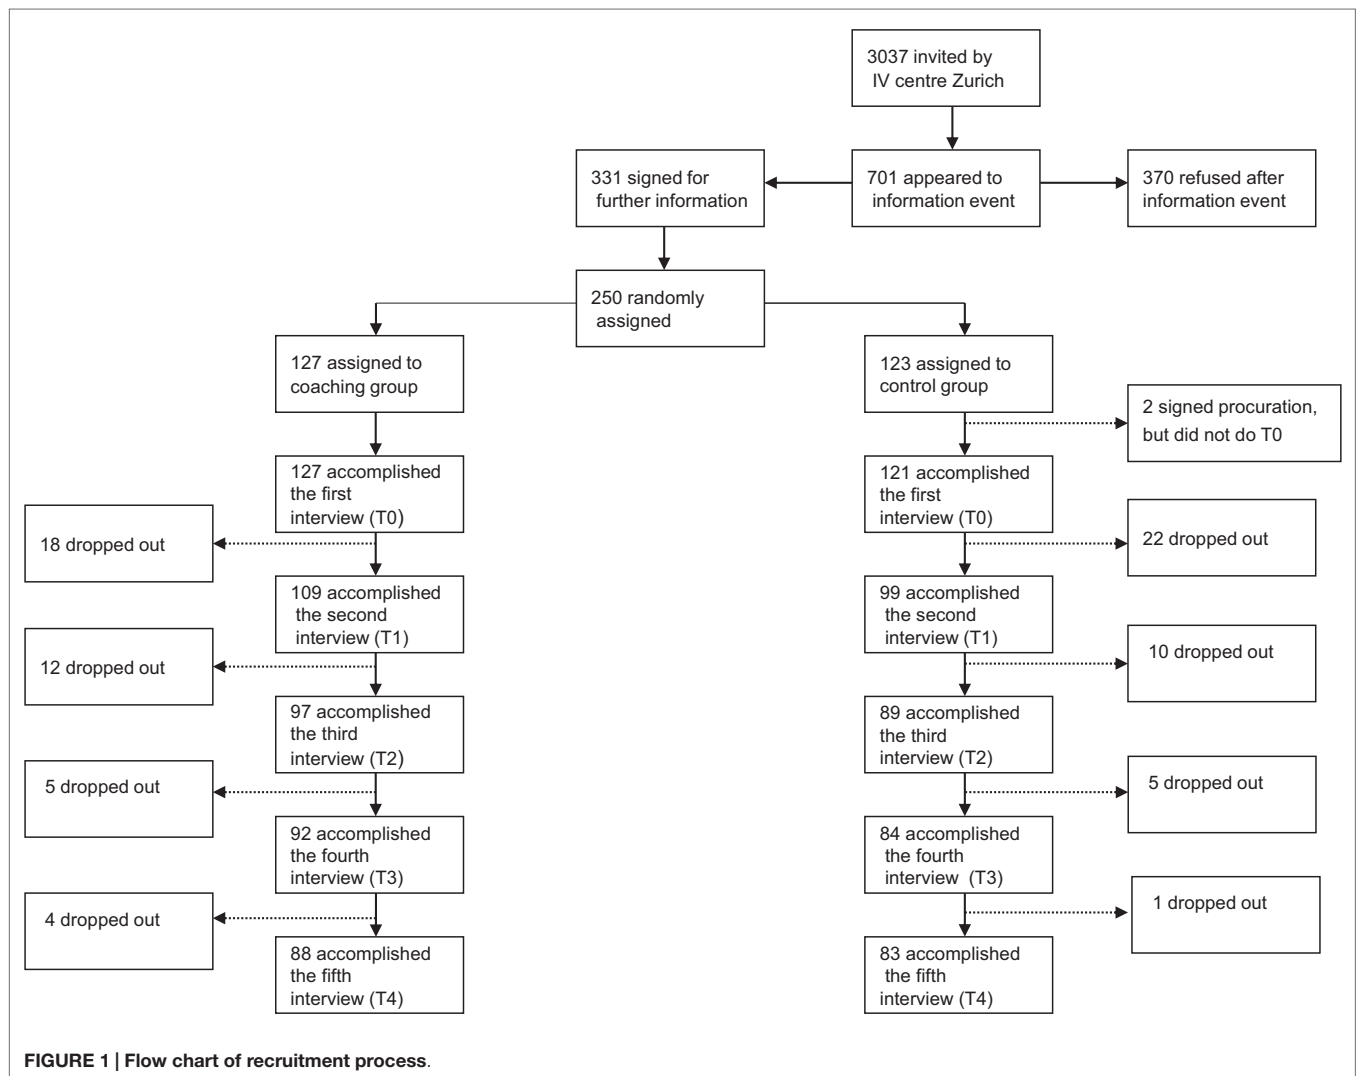 3037 invited by
IV centre Zurich
331 signed for
further information
701 appeared to
information event
370 refused after
information event
250 randomly
assigned
127 assigned to
coaching group
123 assigned to
control group
2 signed procuration,
but did not do T0
127 accomplished
the first
interview (T0)
121 accomplished
the first
interview (T0)
18 dropped out
22 dropped out
109 accomplished
the second
interview (T1)
99 accomplished
the second
interview (T1)
12 dropped out
10 dropped out
97 accomplished
the third
interview (T2)
89 accomplished
the third
interview (T2)
5 dropped out
5 dropped out
92 accomplished
the fourth
interview (T3)
84 accomplished
the fourth
interview (T3)
4 dropped out
1 dropped out
88 accomplished
the fifth
interview (T4)
83 accomplished
the fifth
interview (T4)
FIGURE 1 | Flow chart of recruitment process.